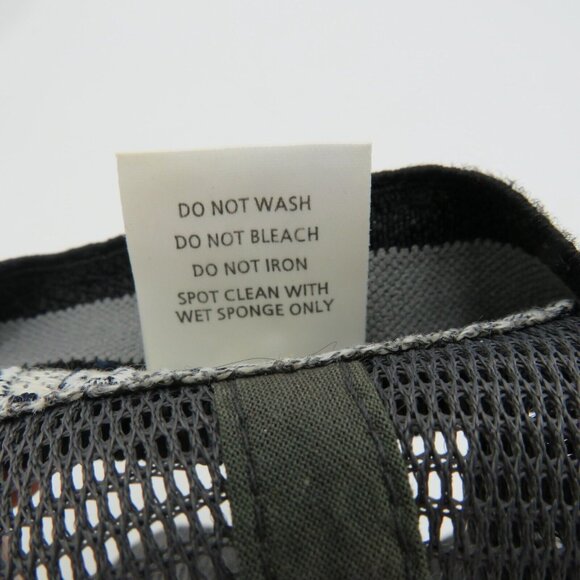 DO NOT WASH
DO NOT BLEACH
DO NOT IRON
SPOT CLEAN WITH
WET SPONGE ONLY